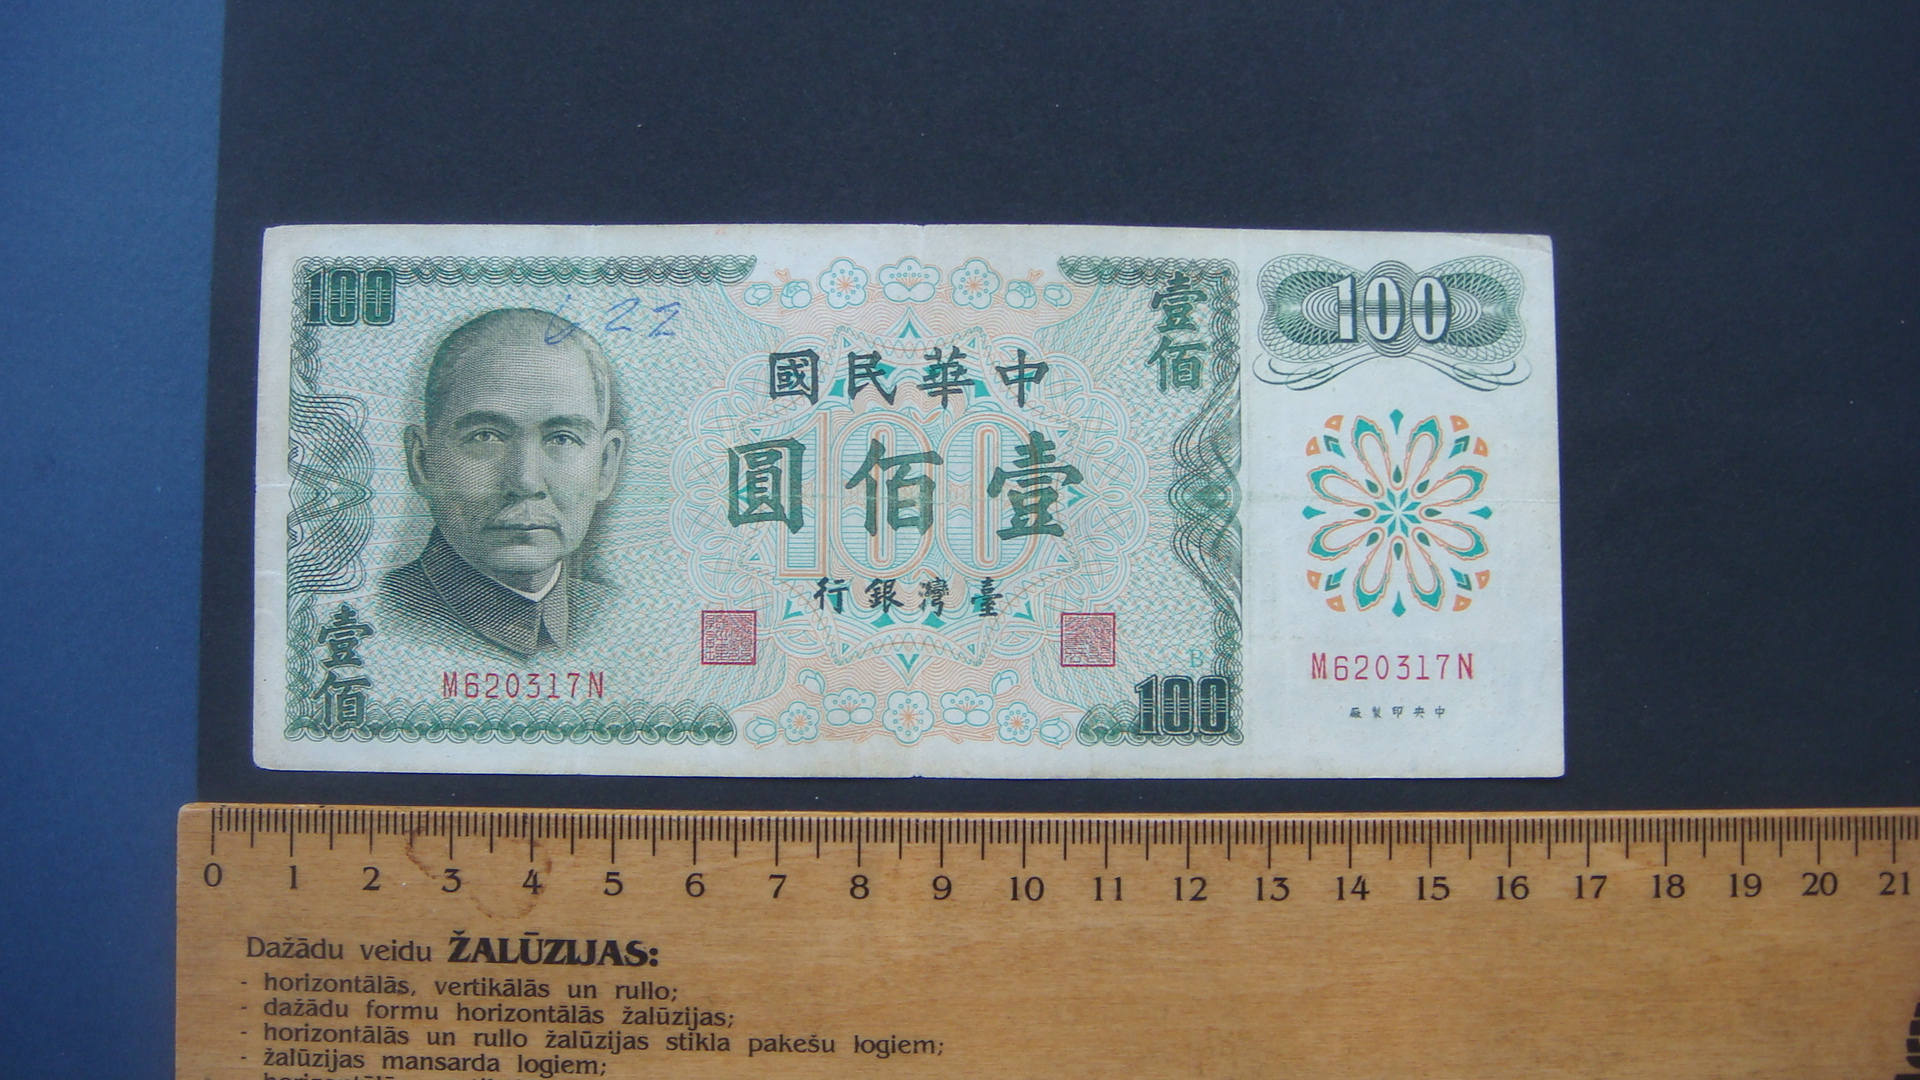 100
622
壹佰
100
中華民國
壹佰圓
臺灣銀行
壹佰
M620317N
B
100
M620317N
中央印製廠
0 1 2 3 4 5 6 7 8 9 10 11 12 13 14 15 16 17 18 19 20 21
Dažādu veidu ŽALŪZIJAS:
- horizontālās, vertikālās un rullo;
- dažādu formu horizontālās žalūzijas;
- horizontālās un rullo žalūzijas stikla pakešu logiem;
- žalūzijas mansarda logiem;